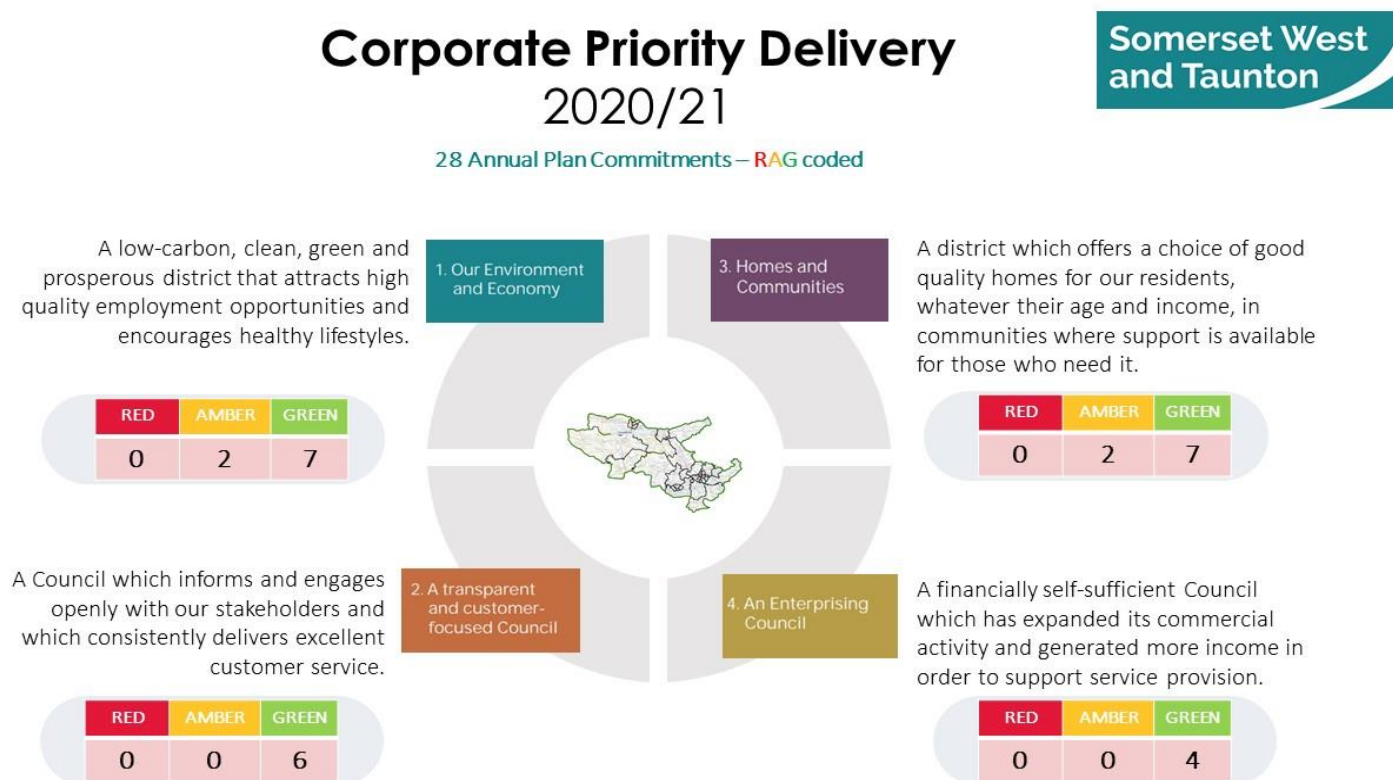 Corporate Priority Delivery
2020/21
Somerset West
and Taunton
28 Annual Plan Commitments – RAG coded
A low-carbon, clean, green and
prosperous district that attracts high
quality employment opportunities and
encourages healthy lifestyles.
1. Our Environment
and Economy
RED AMBER GREEN
0 2 7
3. Homes and
Communities
A district which offers a choice of good
quality homes for our residents,
whatever their age and income, in
communities where support is available
for those who need it.
RED AMBER GREEN
0 2 7
A Council which informs and engages
openly with our stakeholders and
which consistently delivers excellent
customer service.
2. A transparent
and customer-
focused Council
RED AMBER GREEN
0 0 6
4. An Enterprising
Council
A financially self-sufficient Council
which has expanded its commercial
activity and generated more income in
order to support service provision.
RED AMBER GREEN
0 0 4